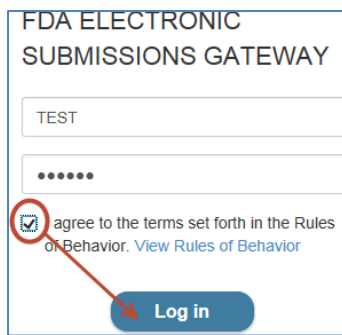 FDA ELECTRONIC
SUBMISSIONS GATEWAY
TEST
••••••
I agree to the terms set forth in the Rules
of Behavior. View Rules of Behavior
Log in